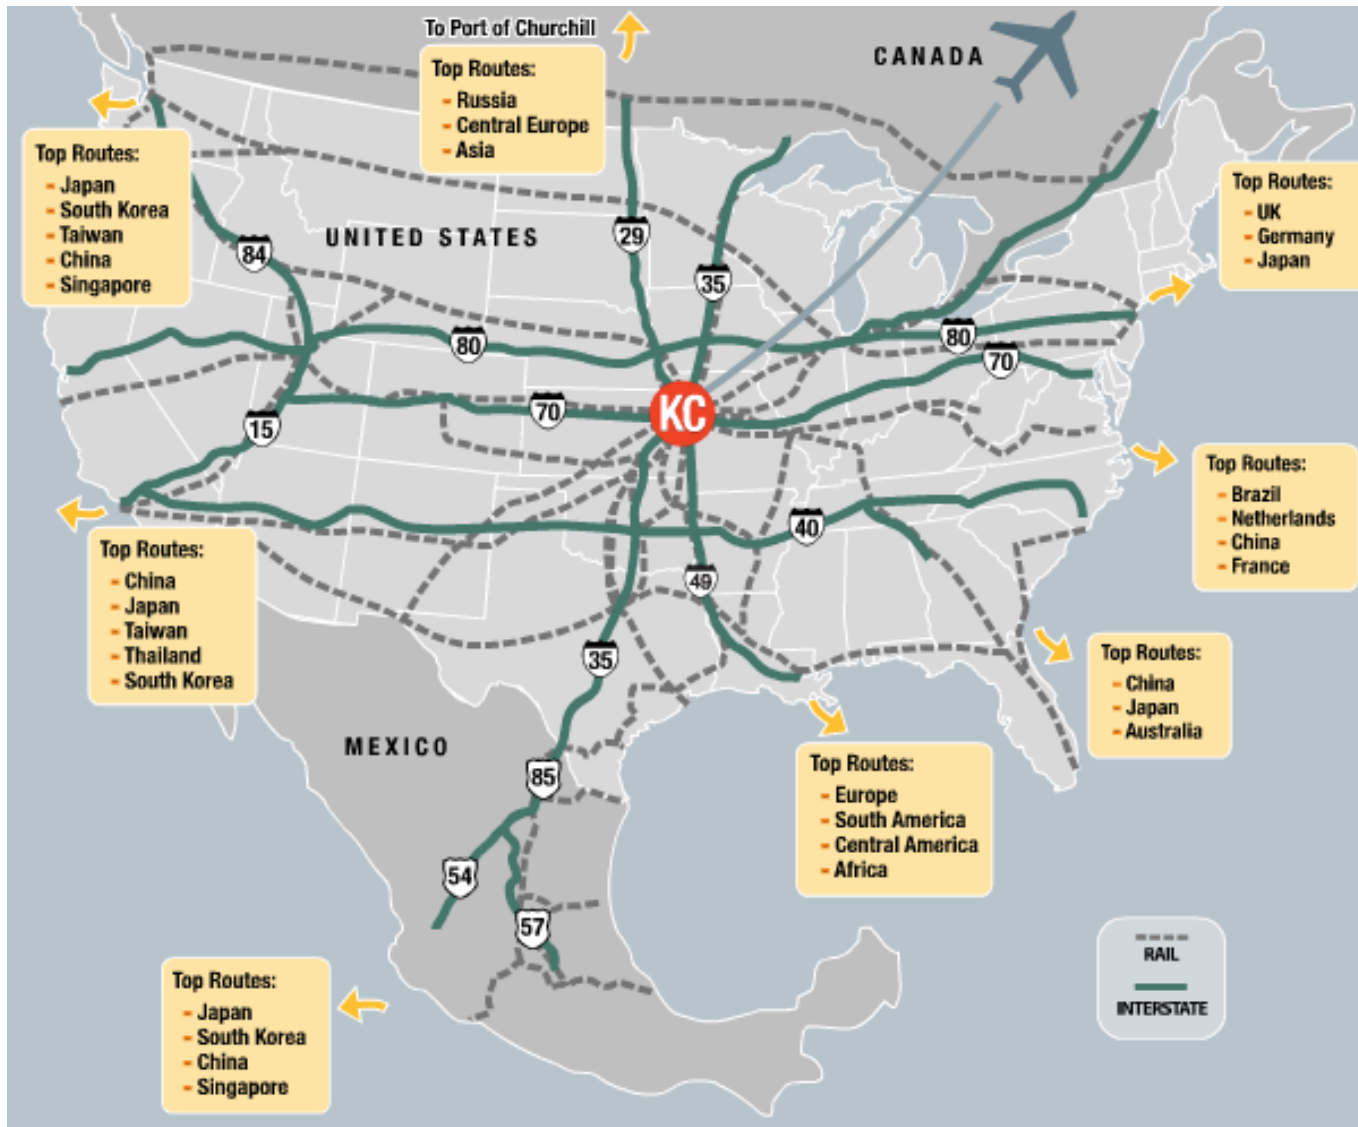 To Port of Churchill
CANADA
Top Routes:
- Russia
- Central Europe
- Asia
Top Routes:
- Japan
- South Korea
- Taiwan
- China
- Singapore
Top Routes:
- UK
- Germany
- Japan
UNITED STATES
29
84
35
80
80
70
70
KC
15
Top Routes:
- Brazil
- Netherlands
- China
- France
40
49
Top Routes:
- China
- Japan
- Taiwan
- Thailand
- South Korea
35
Top Routes:
- China
- Japan
- Australia
MEXICO
85
Top Routes:
- Europe
- South America
- Central America
- Africa
54
57
RAIL
INTERSTATE
Top Routes:
- Japan
- South Korea
- China
- Singapore